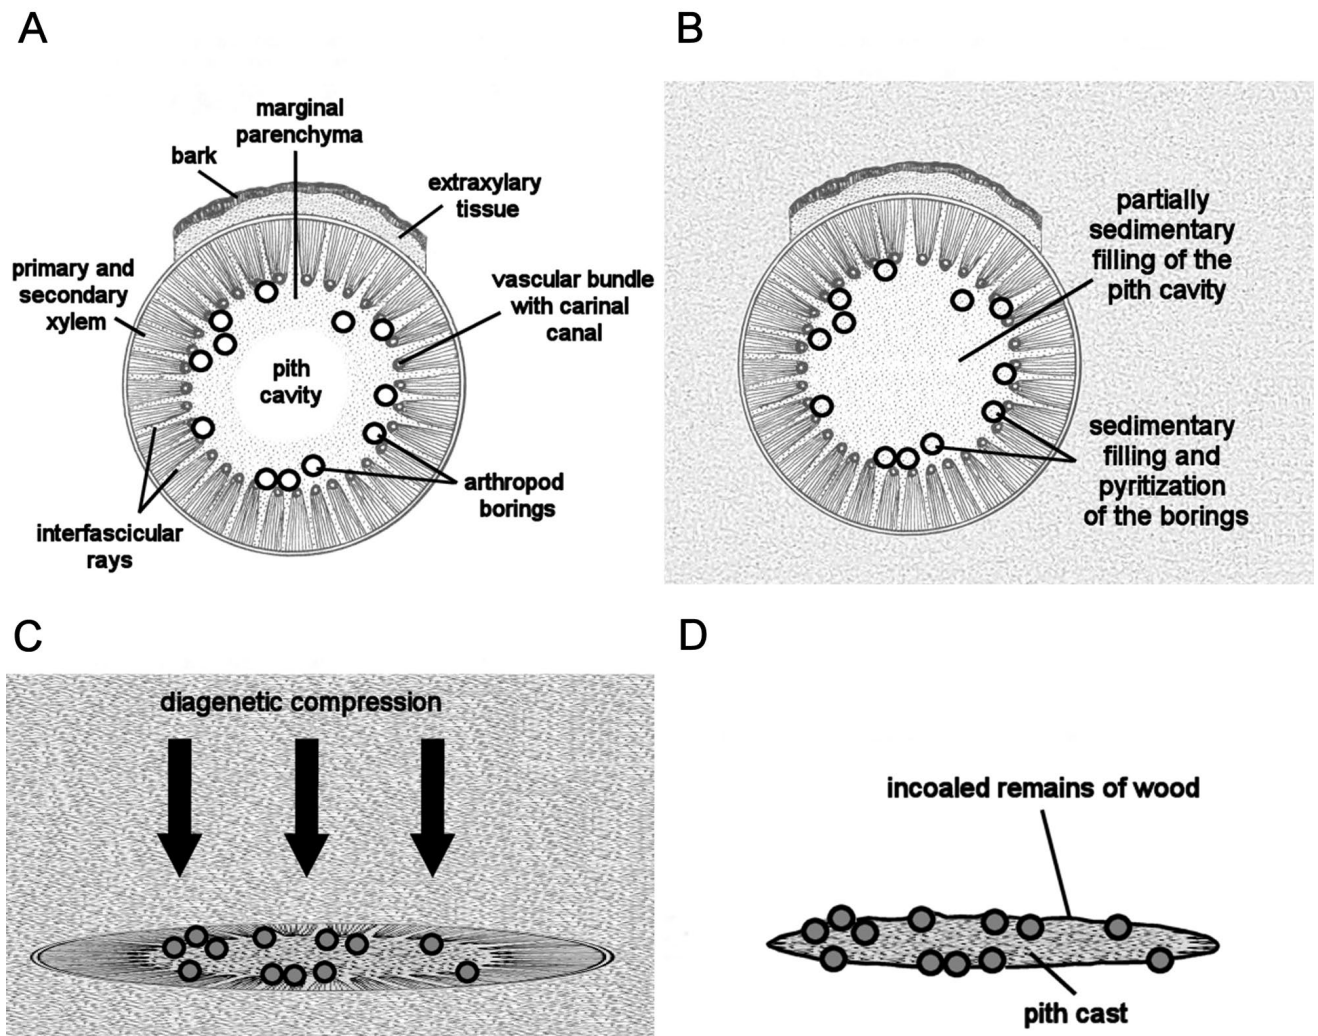 A
marginal
parenchyma
bark
extraxylary
tissue
primary and
secondary
xylem
vascular bundle
with carinal
canal
pith
cavity
arthropod
borings
interfascicular
rays
B
partially
sedimentary
filling of the
pith cavity
sedimentary
filling and
pyritization
of the borings
C
diagenetic compression
D
incoaled remains of wood
pith cast